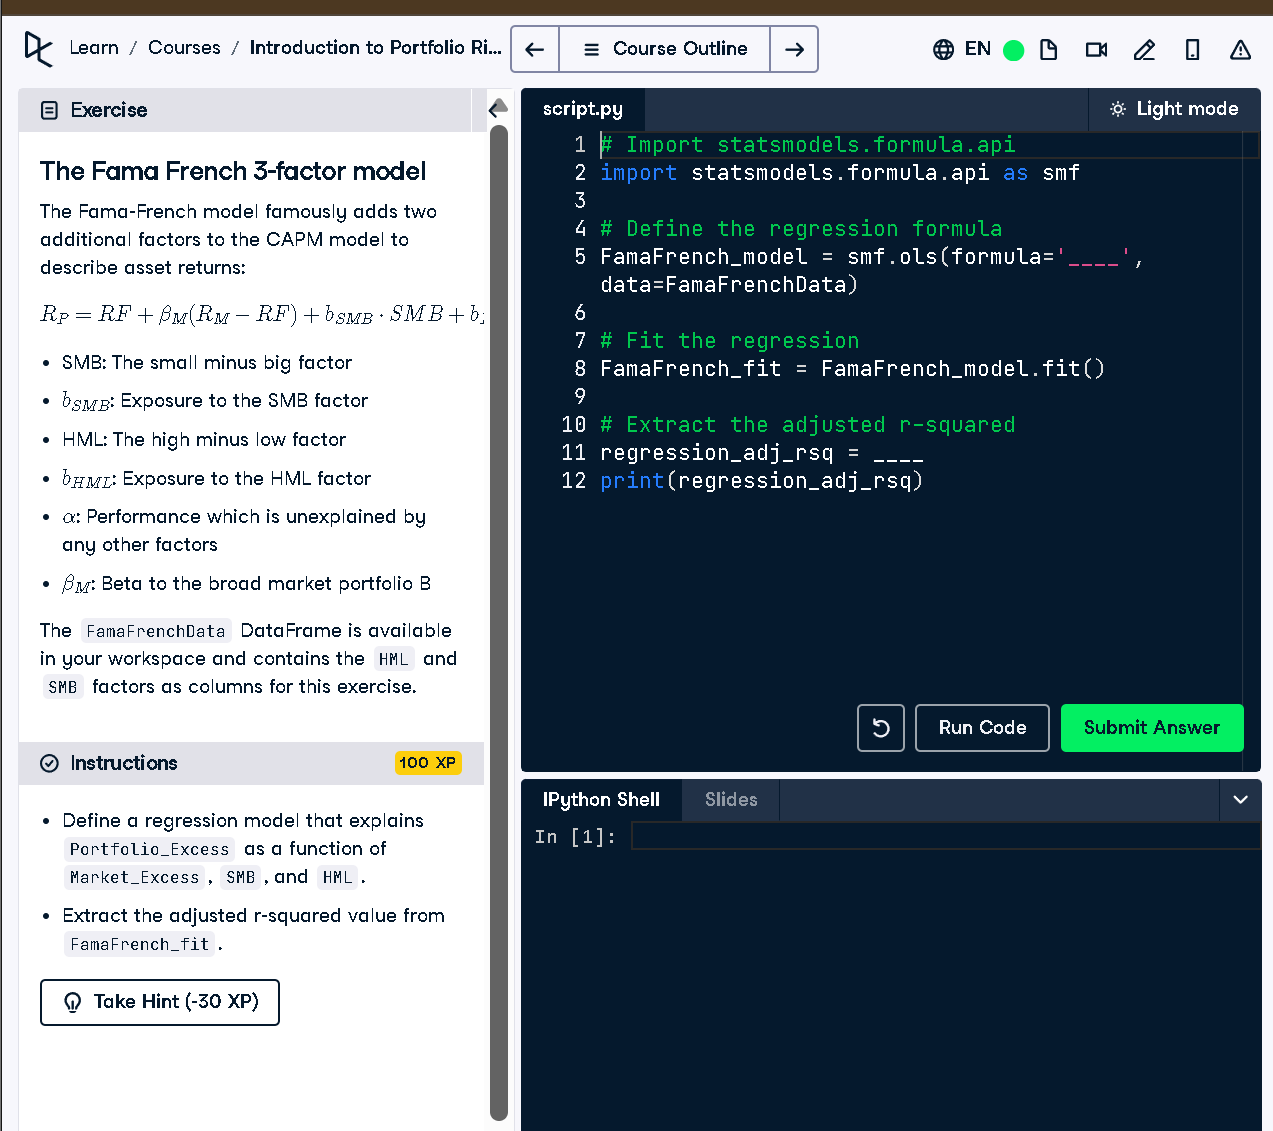 Learn / Courses / Introduction to Portfolio Ri...
Course Outline
EN
Exercise
The Fama French 3-factor model
The Fama-French model famously adds two
additional factors to the CAPM model to
describe asset returns:
R_P = RF + β_M(R_M − RF) + b_SMB · SMB + b
• SMB: The small minus big factor
• b_SMB: Exposure to the SMB factor
• HML: The high minus low factor
• b_HML: Exposure to the HML factor
• α: Performance which is unexplained by
any other factors
• β_M: Beta to the broad market portfolio B
The FamaFrenchData DataFrame is available
in your workspace and contains the HML and
SMB factors as columns for this exercise.
Instructions
100 XP
• Define a regression model that explains
Portfolio_Excess as a function of
Market_Excess, SMB, and HML.
• Extract the adjusted r-squared value from
FamaFrench_fit.
Take Hint (-30 XP)
script.py
Light mode
1 # Import statsmodels.formula.api
2 import statsmodels.formula.api as smf
3
4 # Define the regression formula
5 FamaFrench_model = smf.ols(formula='____',
data=FamaFrenchData)
6
7 # Fit the regression
8 FamaFrench_fit = FamaFrench_model.fit()
9
10 # Extract the adjusted r-squared
11 regression_adj_rsq = ____
12 print(regression_adj_rsq)
Run Code
Submit Answer
IPython Shell
Slides
In [1]: